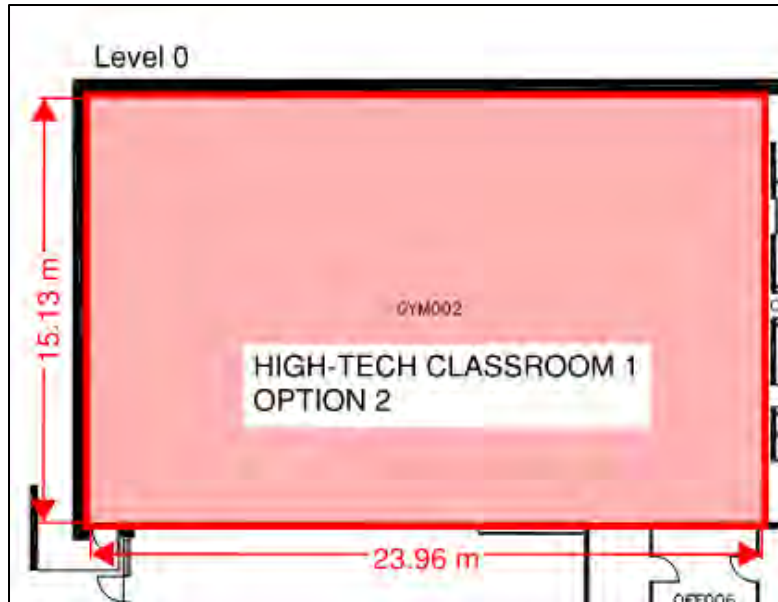 Level 0
15.13 m
GYM002
HIGH-TECH CLASSROOM 1
OPTION 2
23.96 m